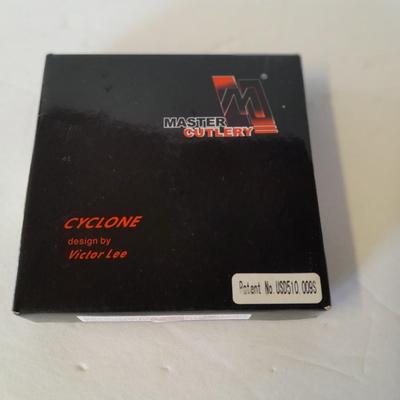 M®
MASTER
CUTLERY
CYCLONE
design by
Victor Lee
Patent No.USD510,009S